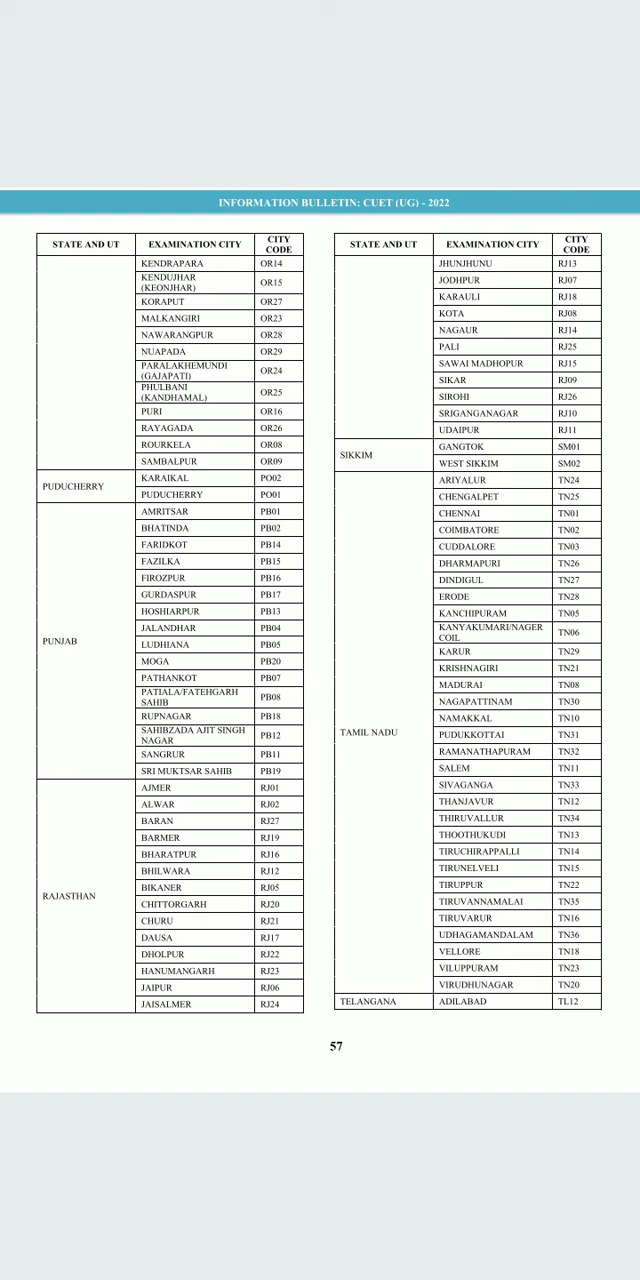 INFORMATION BULLETIN: CUET (UG) - 2022
STATE AND UT EXAMINATION CITY CITY CODE
KENDRAPARA OR14
KENDUJHAR (KEONJHAR) OR15
KORAPUT OR27
MALKANGIRI OR23
NAWARANGPUR OR28
NUAPADA OR29
PARALAKHEMUNDI (GAJAPATI) OR24
PHULBANI (KANDHAMAL) OR25
PURI OR16
RAYAGADA OR26
ROURKELA OR08
SAMBALPUR OR09
PUDUCHERRY
KARAIKAL PO02
PUDUCHERRY PO01
PUNJAB
AMRITSAR PB01
BHATINDA PB02
FARIDKOT PB14
FAZILKA PB15
FIROZPUR PB16
GURDASPUR PB17
HOSHIARPUR PB13
JALANDHAR PB04
LUDHIANA PB05
MOGA PB20
PATHANKOT PB07
PATIALA/FATEHGARH SAHIB PB08
RUPNAGAR PB18
SAHIBZADA AJIT SINGH NAGAR PB12
SANGRUR PB11
SRI MUKTSAR SAHIB PB19
RAJASTHAN
AJMER RJ01
ALWAR RJ02
BARAN RJ27
BARMER RJ19
BHARATPUR RJ16
BHILWARA RJ12
BIKANER RJ05
CHITTORGARH RJ20
CHURU RJ21
DAUSA RJ17
DHOLPUR RJ22
HANUMANGARH RJ23
JAIPUR RJ06
JAISALMER RJ24
STATE AND UT EXAMINATION CITY CITY CODE
JHUNJHUNU RJ13
JODHPUR RJ07
KARAULI RJ18
KOTA RJ08
NAGAUR RJ14
PALI RJ25
SAWAI MADHOPUR RJ15
SIKAR RJ09
SIROHI RJ26
SRIGANGANAGAR RJ10
UDAIPUR RJ11
SIKKIM
GANGTOK SM01
WEST SIKKIM SM02
TAMIL NADU
ARIYALUR TN24
CHENGALPET TN25
CHENNAI TN01
COIMBATORE TN02
CUDDALORE TN03
DHARMAPURI TN26
DINDIGUL TN27
ERODE TN28
KANCHIPURAM TN05
KANYAKUMARI/NAGER COIL TN06
KARUR TN29
KRISHNAGIRI TN21
MADURAI TN08
NAGAPATTINAM TN30
NAMAKKAL TN10
PUDUKKOTTAI TN31
RAMANATHAPURAM TN32
SALEM TN11
SIVAGANGA TN33
THANJAVUR TN12
THIRUVALLUR TN34
THOOTHUKUDI TN13
TIRUCHIRAPPALLI TN14
TIRUNELVELI TN15
TIRUPPUR TN22
TIRUVANNAMALAI TN35
TIRUVARUR TN16
UDHAGAMANDALAM TN36
VELLORE TN18
VILUPPURAM TN23
VIRUDHUNAGAR TN20
TELANGANA ADILABAD TL12
57